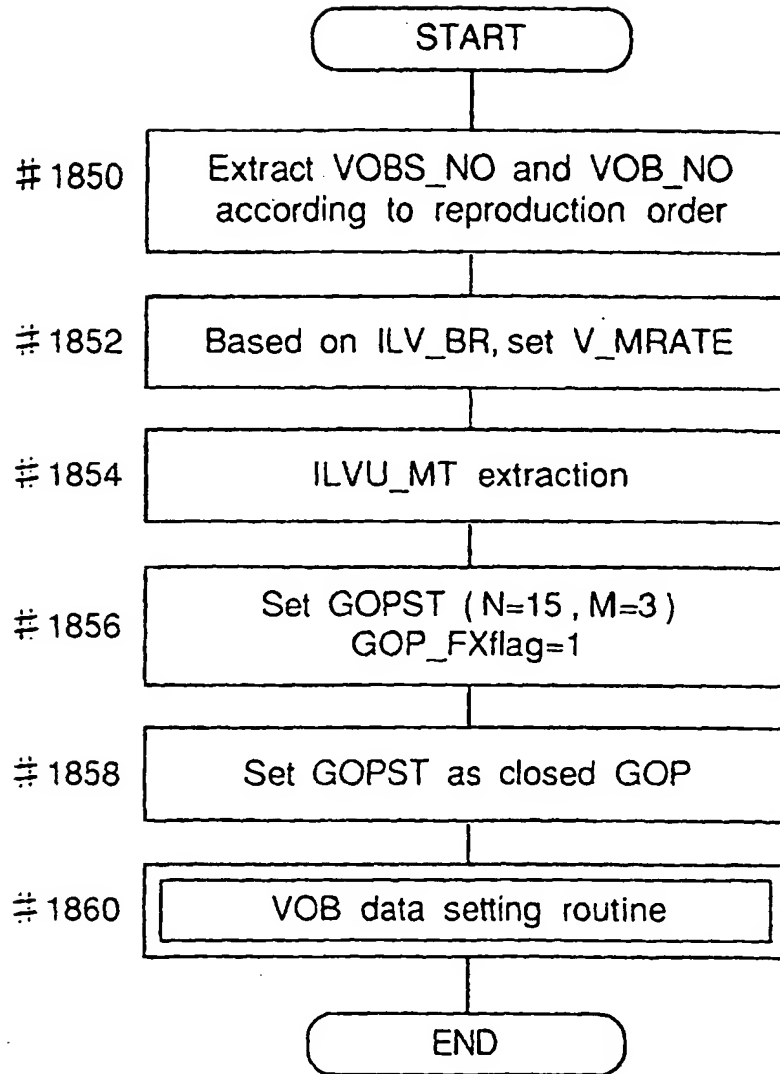 START
#1850
Extract VOBS_NO and VOB_NO
according to reproduction order
#1852
Based on ILV_BR, set V_MRATE
#1854
ILVU_MT extraction
#1856
Set GOPST (N=15, M=3)
GOP_FXflag=1
#1858
Set GOPST as closed GOP
#1860
VOB data setting routine
END